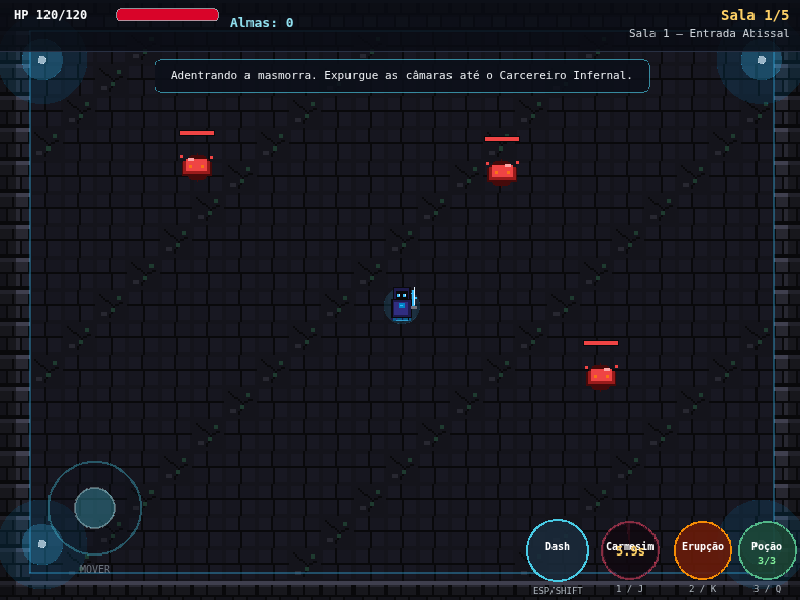 HP 120/120
Almas: 0
Sala 1/5
Sala 1 — Entrada Abissal
Adentrando a masmorra. Expurgue as câmaras até o Carcereiro Infernal.
MOVER
Dash
ESP/SHIFT
Carmesim
1 / J
Erupção
2 / K
Poção
3/3
3 / Q